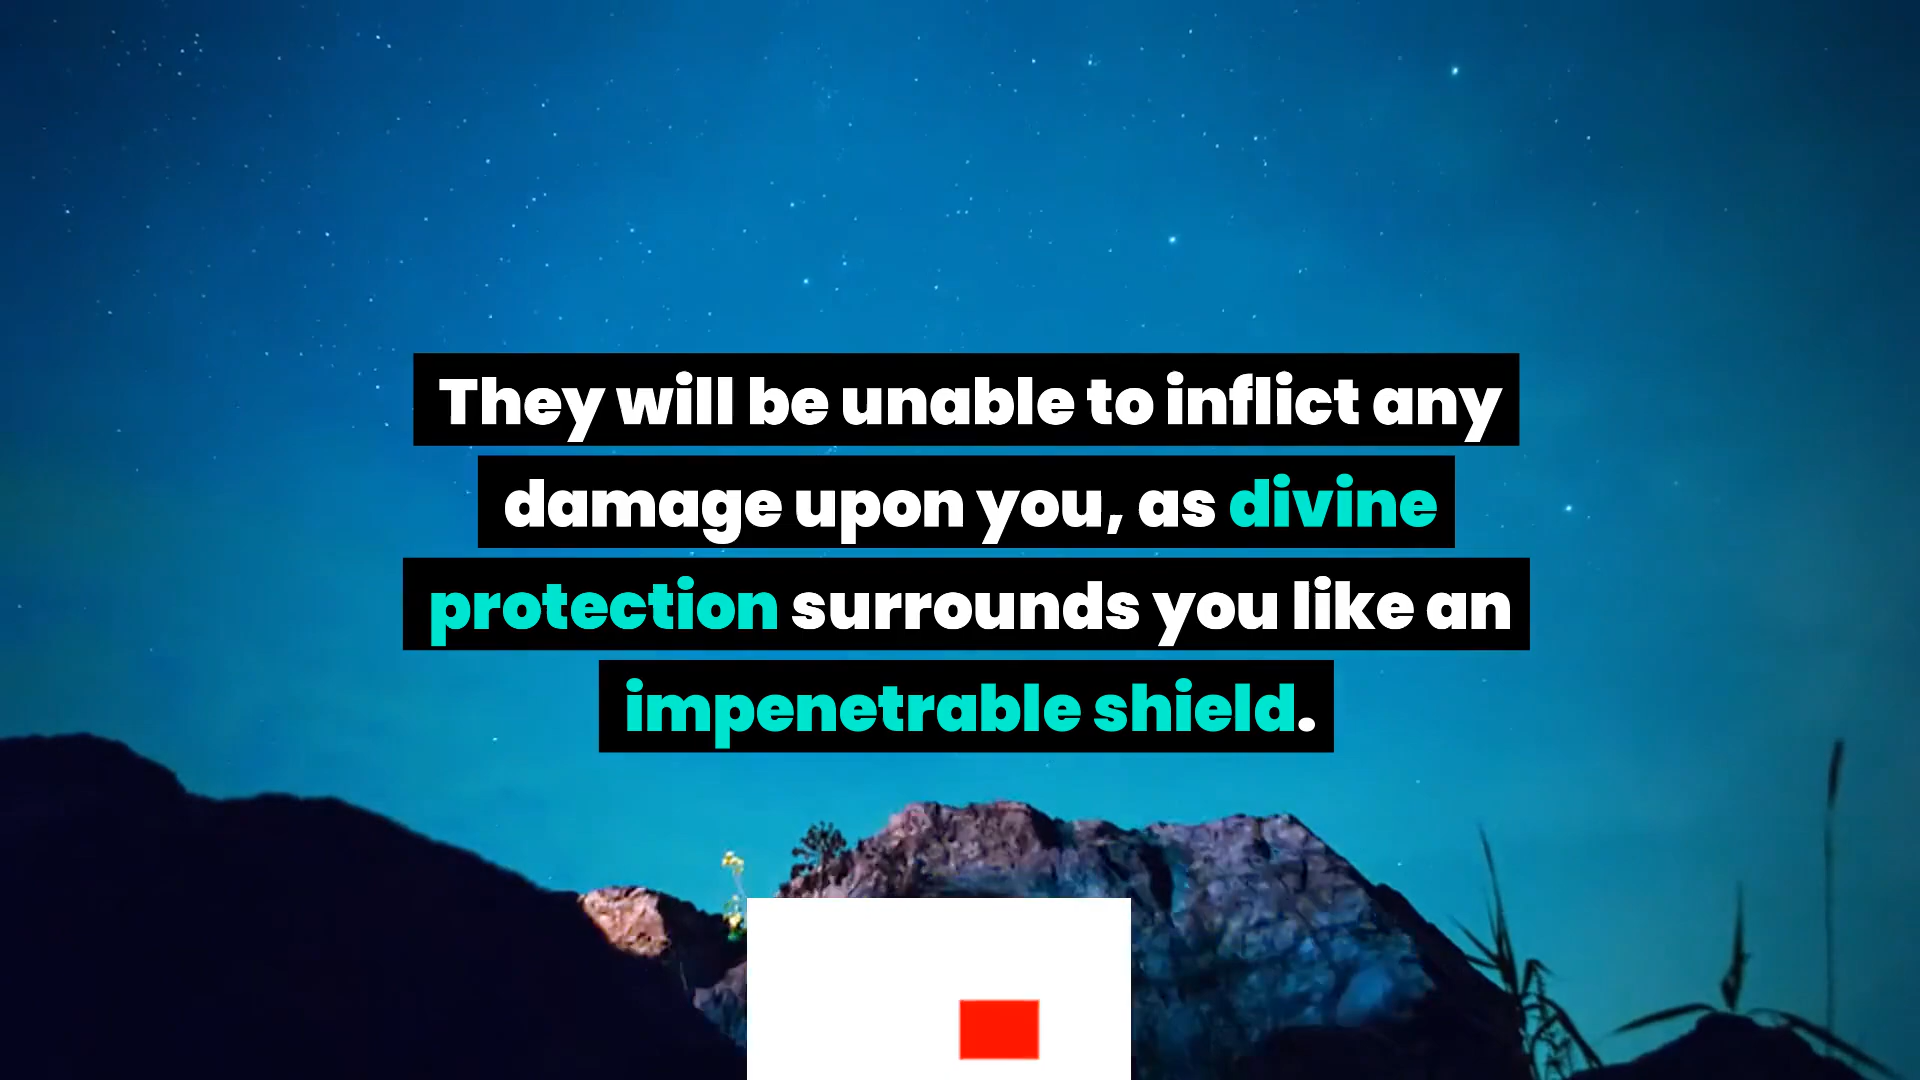 They will be unable to inflict any
damage upon you, as divine
protection surrounds you like an
impenetrable shield.